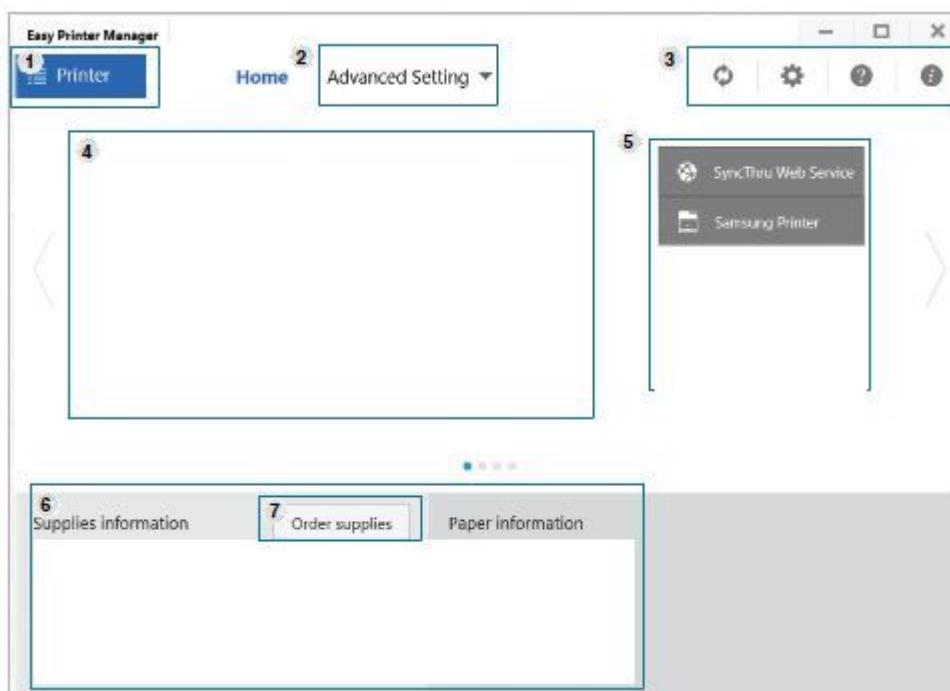 Easy Printer Manager
1
Printer
Home
2
Advanced Setting
3
4
5
SyncThru Web Service
Samsung Printer
6
Supplies information
7
Order supplies
Paper information